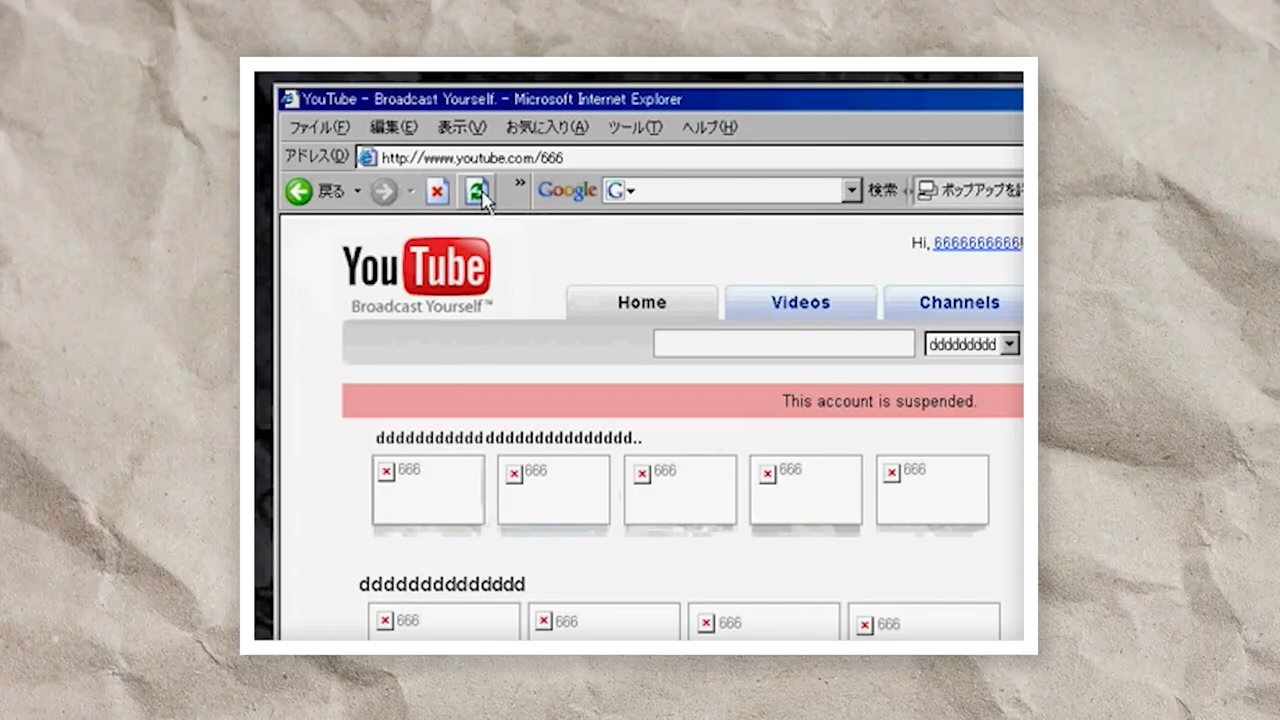 YouTube - Broadcast Yourself. - Microsoft Internet Explorer
ファイル(F) 編集(E) 表示(V) お気に入り(A) ツール(T) ヘルプ(H)
アドレス(D) http://www.youtube.com/666
戻る » Google G 検索 ポップアップを
Hi, 6666666666!
YouTube
Broadcast Yourself™
Home Videos Channels
ddddddddd
This account is suspended.
dddddddddddddddddddddddddd..
666 666 666 666 666
dddddddddddddd
666 666 666 666